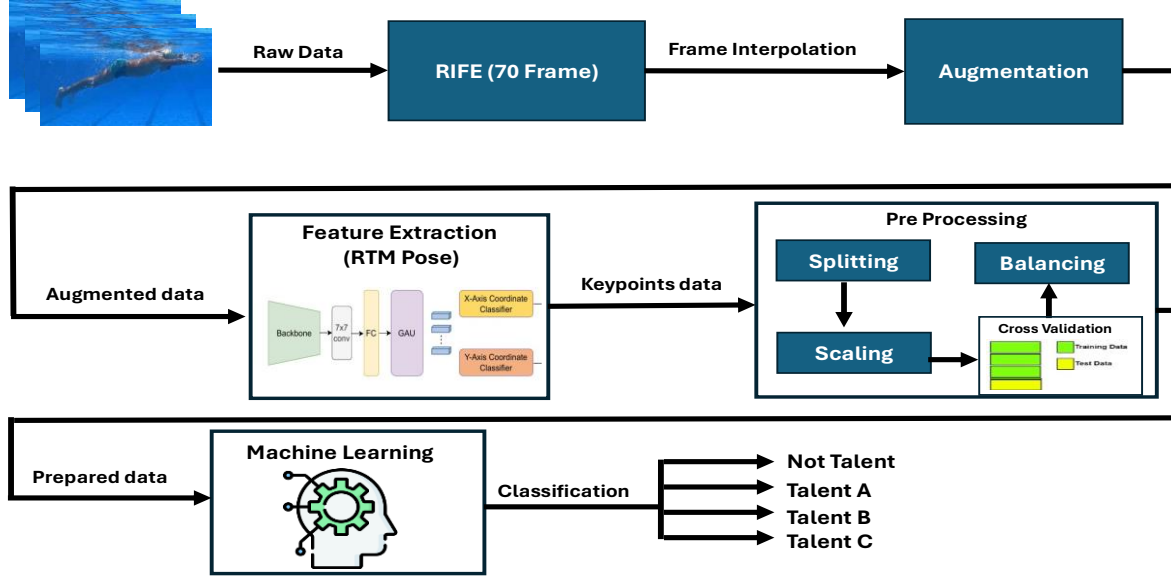 Raw Data
RIFE (70 Frame)
Frame Interpolation
Augmentation
Augmented data
Feature Extraction
(RTM Pose)
Backbone
7x7
conv
FC
GAU
X-Axis Coordinate
Classifier
Y-Axis Coordinate
Classifier
Keypoints data
Pre Processing
Splitting
Balancing
Scaling
Cross Validation
Training Data
Test Data
Prepared data
Machine Learning
Classification
Not Talent
Talent A
Talent B
Talent C